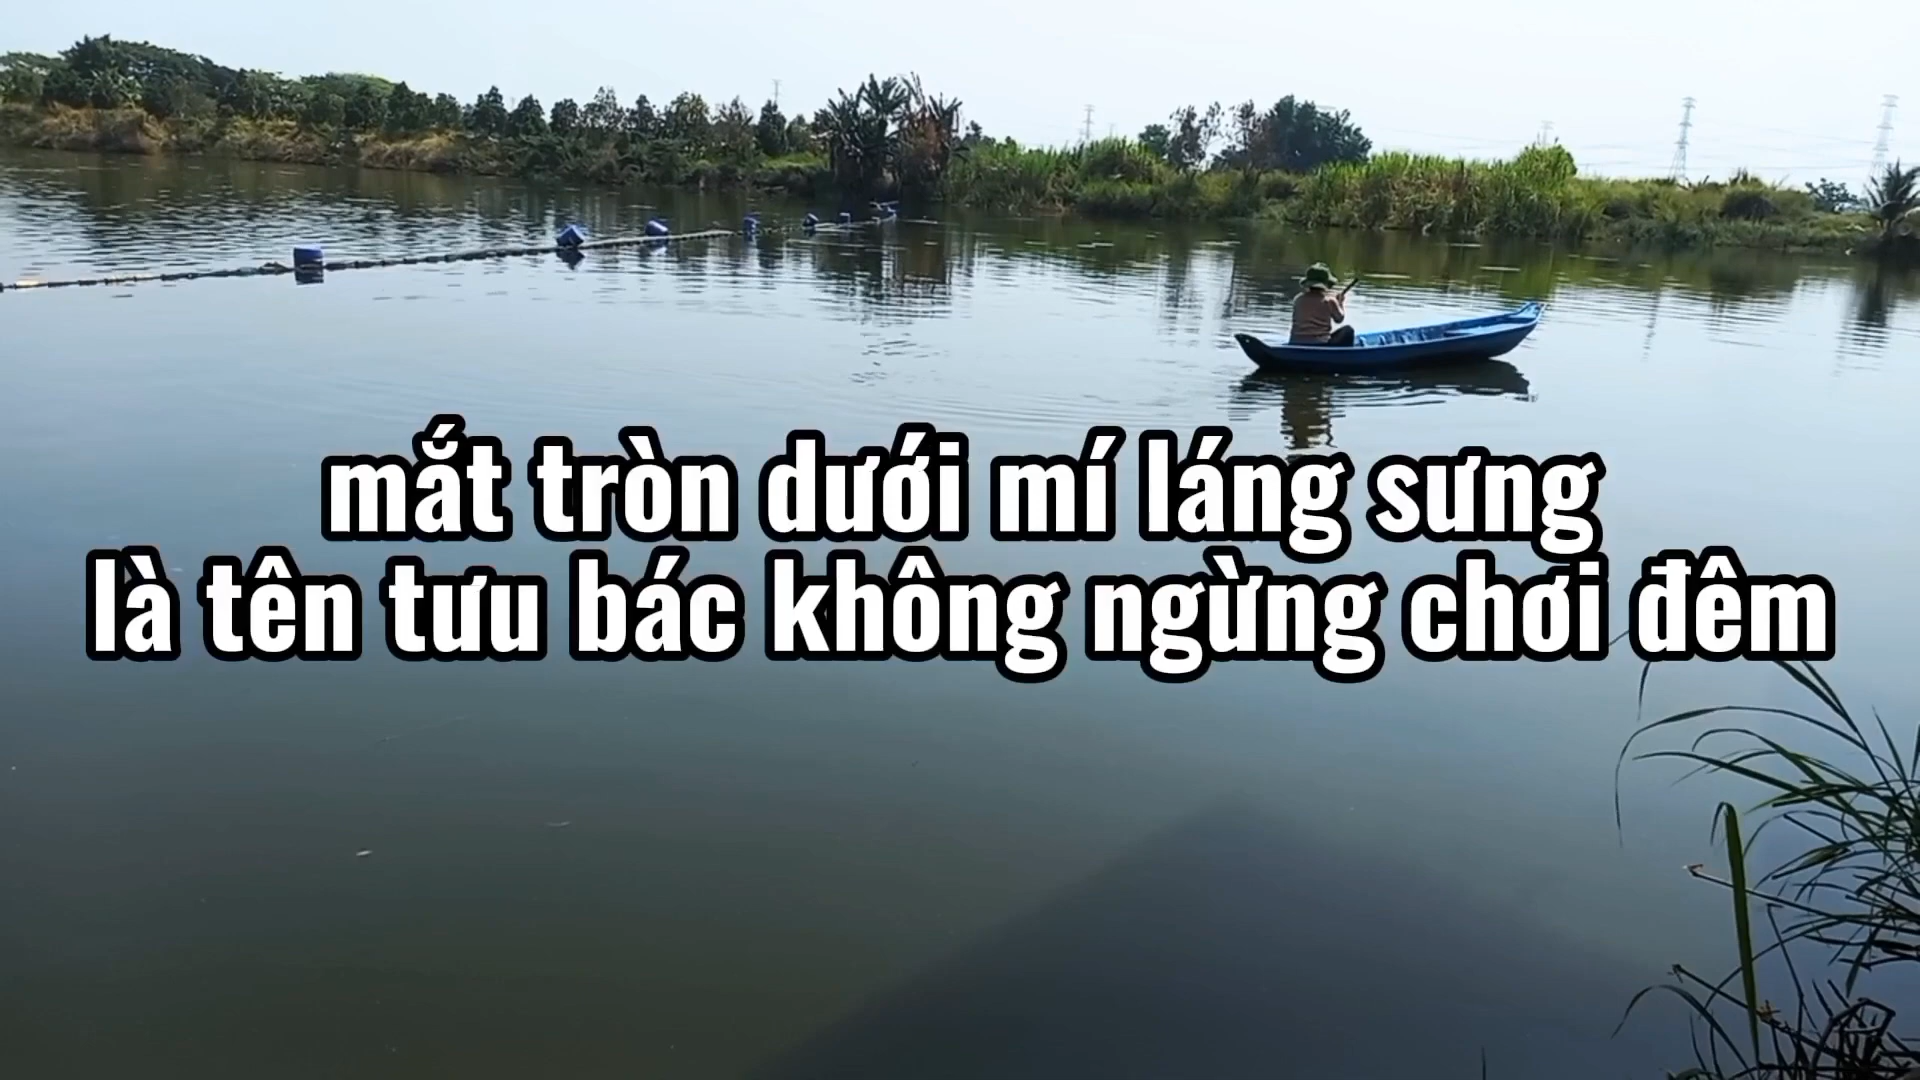 mắt tròn dưới mí láng sưng
là tên tưu bác không ngừng chơi đêm